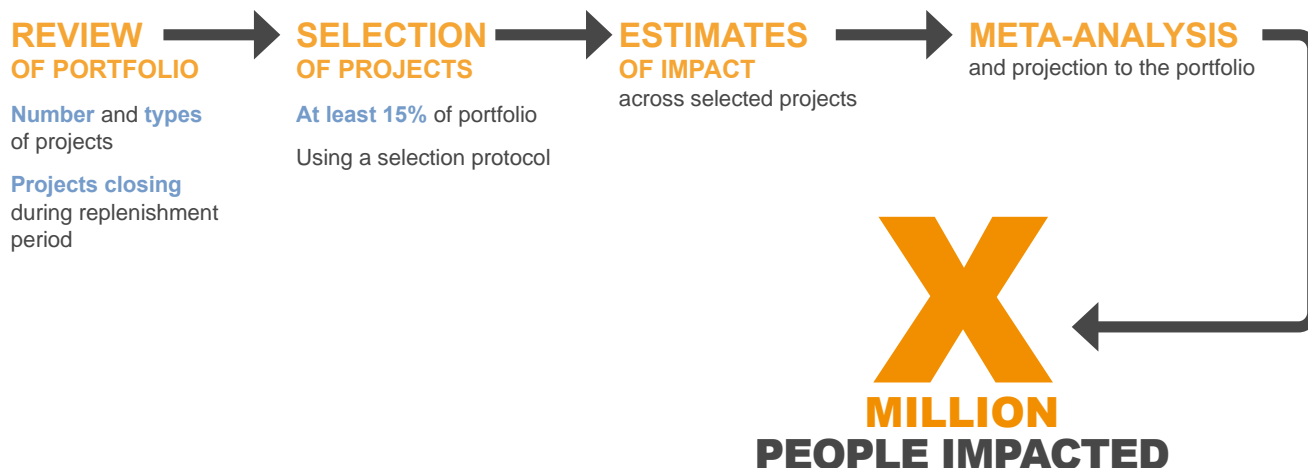 REVIEW
OF PORTFOLIO
Number and types
of projects
Projects closing
during replenishment
period
SELECTION
OF PROJECTS
At least 15% of portfolio
Using a selection protocol
ESTIMATES
OF IMPACT
across selected projects
META-ANALYSIS
and projection to the portfolio
X
MILLION
PEOPLE IMPACTED